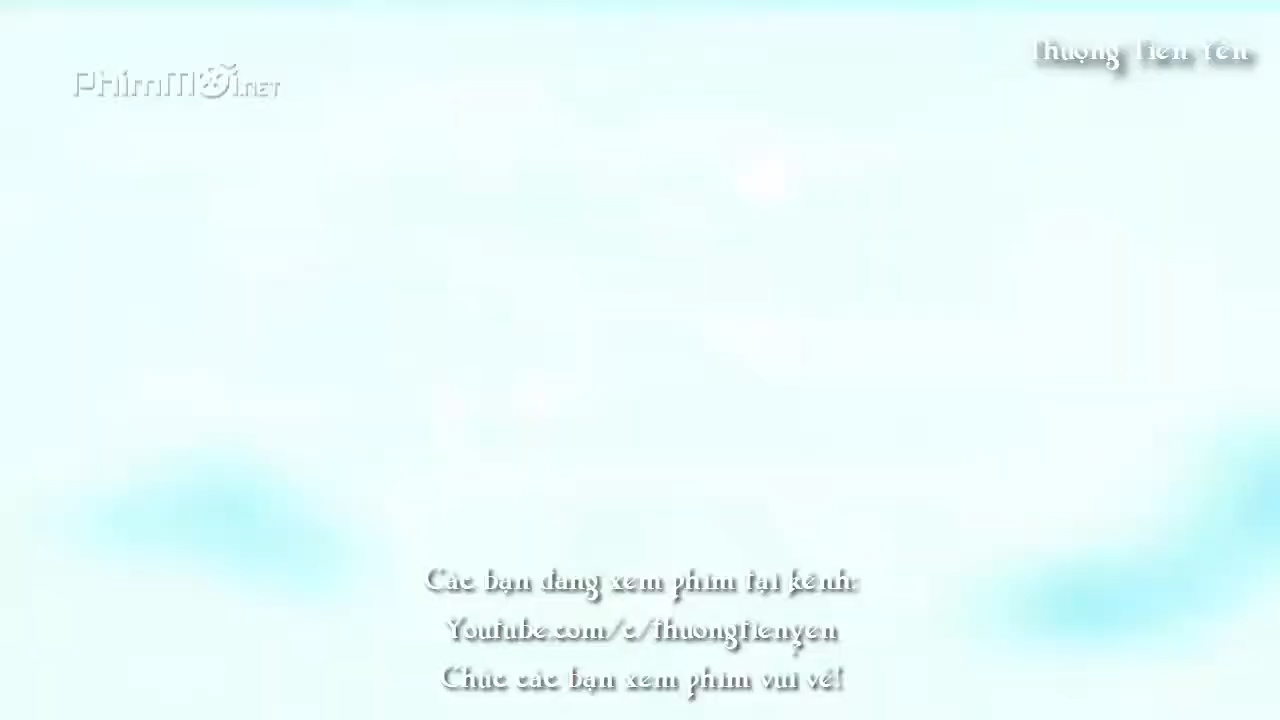 PhimMỡi.NET
Thượng Tiên Yên
Các bạn đang xem phim tại kênh:
Youtube.com/c/thuongtienyen
Chúc các bạn xem phim vui vẻ!